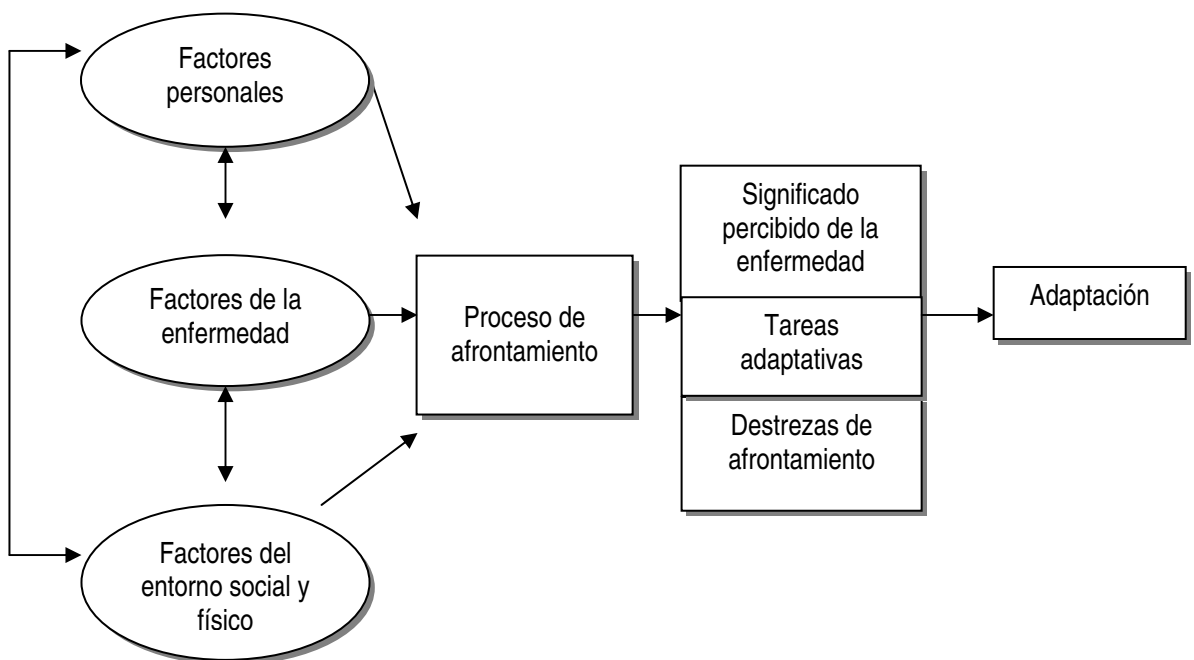 Factores
personales
Factores de la
enfermedad
Factores del
entorno social y
físico
Proceso de
afrontamiento
Significado
percibido de la
enfermedad
Tareas
adaptativas
Destrezas de
afrontamiento
Adaptación